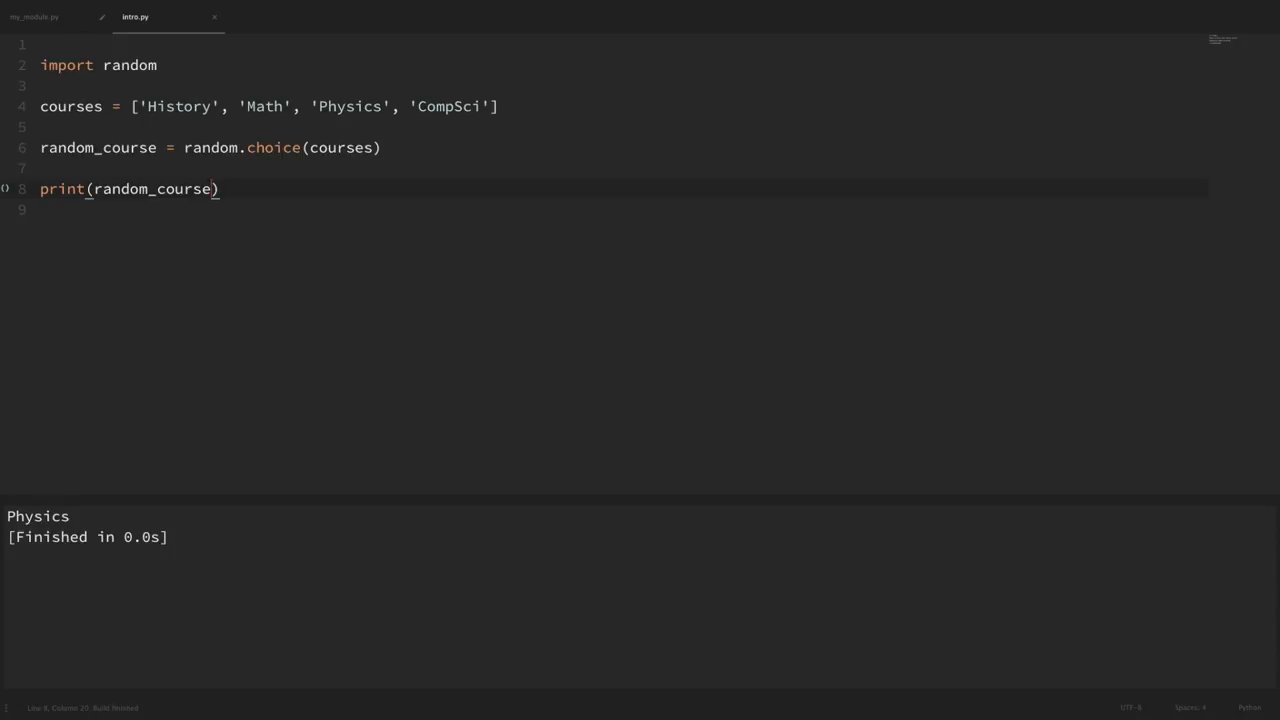 my_module.py
intro.py
1
2 import random
3
4 courses = ['History', 'Math', 'Physics', 'CompSci']
5
6 random_course = random.choice(courses)
7
8 print(random_course)
9
Physics
[Finished in 0.0s]
Line 8, Column 20, Build finished
UTF-8
Spaces: 4
Python